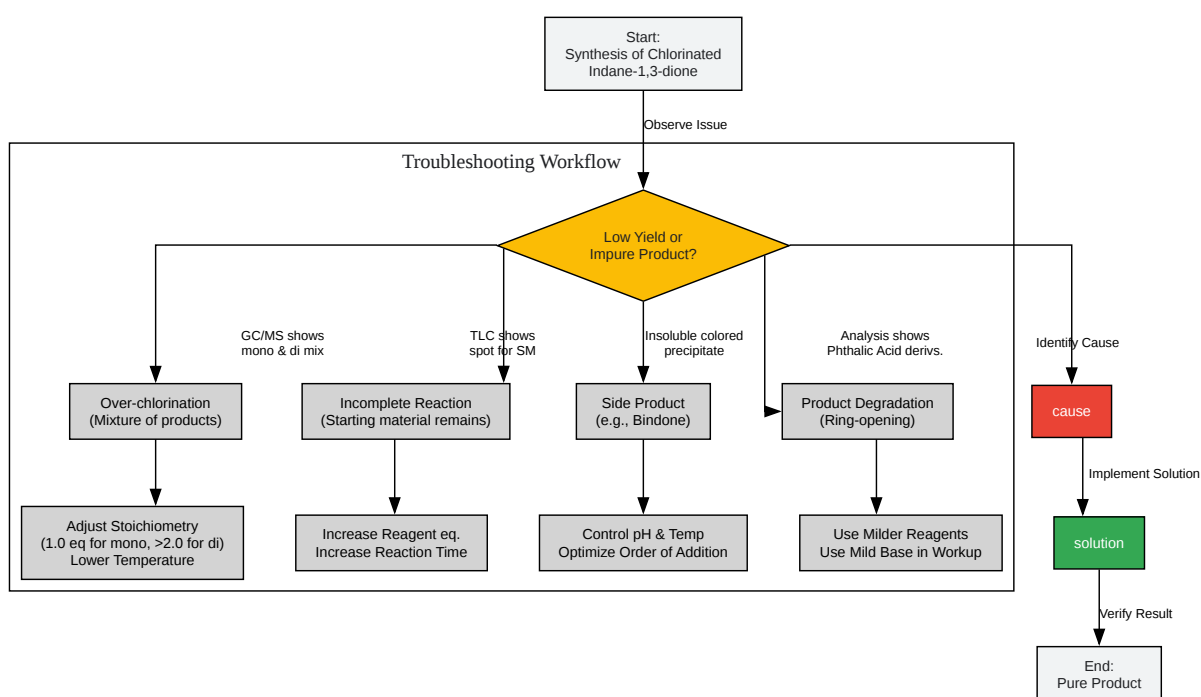 Start:
Synthesis of Chlorinated
Indane-1,3-dione
Observe Issue
Troubleshooting Workflow
Low Yield or
Impure Product?
GC/MS shows
mono & di mix
TLC shows
spot for SM
Insoluble colored
precipitate
Analysis shows
Phthalic Acid derivs.
Identify Cause
Over-chlorination
(Mixture of products)
Incomplete Reaction
(Starting material remains)
Side Product
(e.g., Bindone)
Product Degradation
(Ring-opening)
cause
Implement Solution
Adjust Stoichiometry
(1.0 eq for mono, >2.0 for di)
Lower Temperature
Increase Reagent eq.
Increase Reaction Time
Control pH & Temp
Optimize Order of Addition
Use Milder Reagents
Use Mild Base in Workup
solution
Verify Result
End:
Pure Product